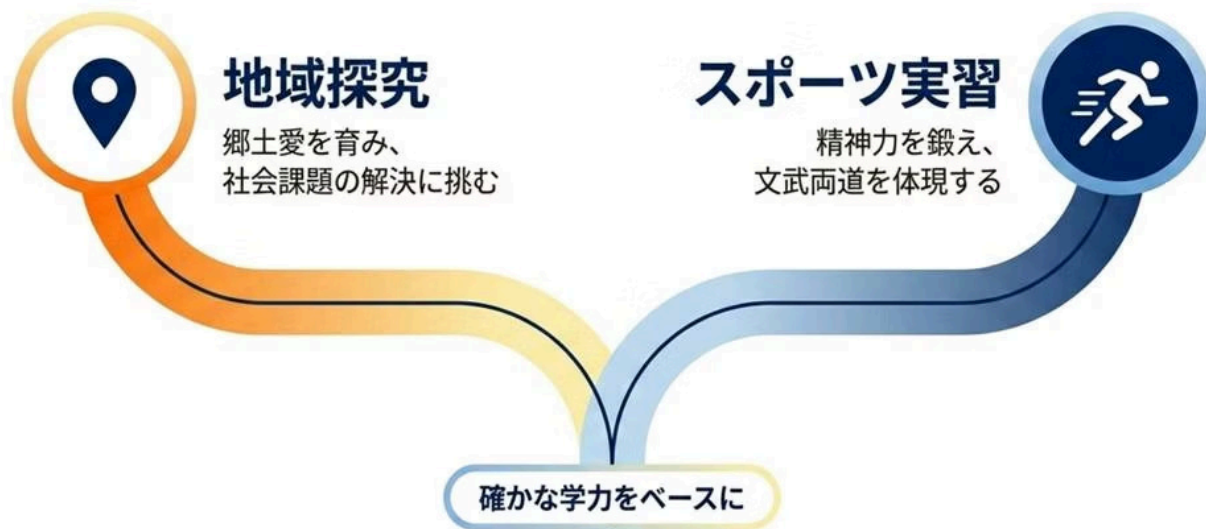 地域探究
郷土愛を育み、
社会課題の解決に挑む
スポーツ実習
精神力を鍛え、
文武両道を体現する
確かな学力をベースに